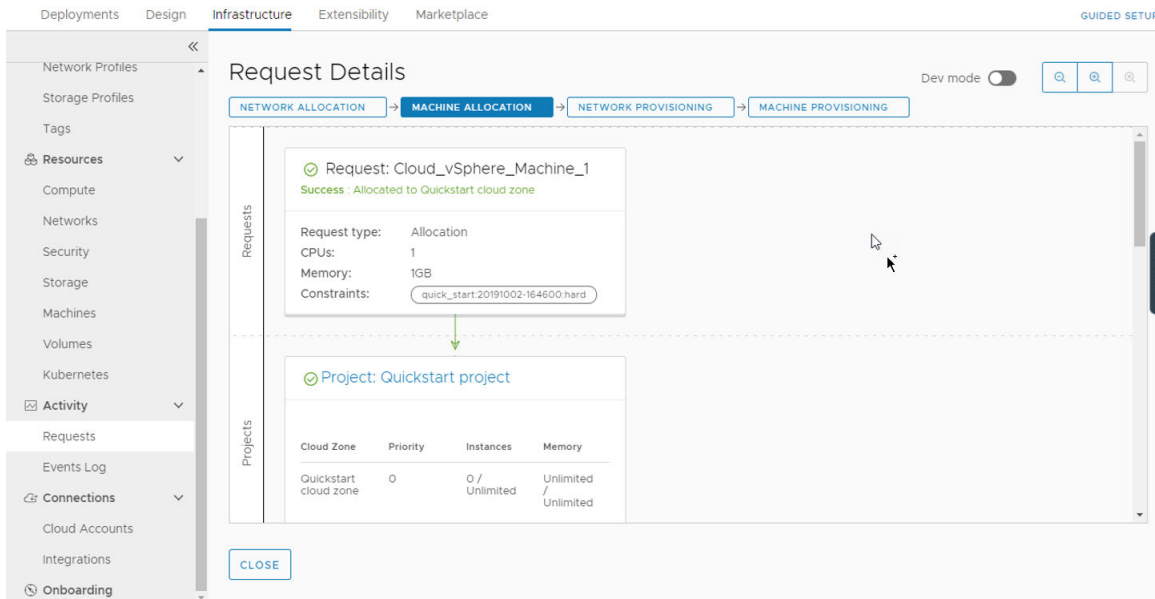 Deployments Design Infrastructure Extensibility Marketplace
GUIDED SETUP
Network Profiles
Storage Profiles
Tags
Resources
Compute
Networks
Security
Storage
Machines
Volumes
Kubernetes
Activity
Requests
Events Log
Connections
Cloud Accounts
Integrations
Onboarding
Request Details
Dev mode
NETWORK ALLOCATION
MACHINE ALLOCATION
NETWORK PROVISIONING
MACHINE PROVISIONING
Requests
Request: Cloud_vSphere_Machine_1
Success : Allocated to Quickstart cloud zone
Request type: Allocation
CPUs: 1
Memory: 1GB
Constraints: quick_start:20191002-164600:hard
Projects
Project: Quickstart project
Cloud Zone Priority Instances Memory
Quickstart 0 0 / Unlimited
cloud zone Unlimited /
Unlimited
CLOSE